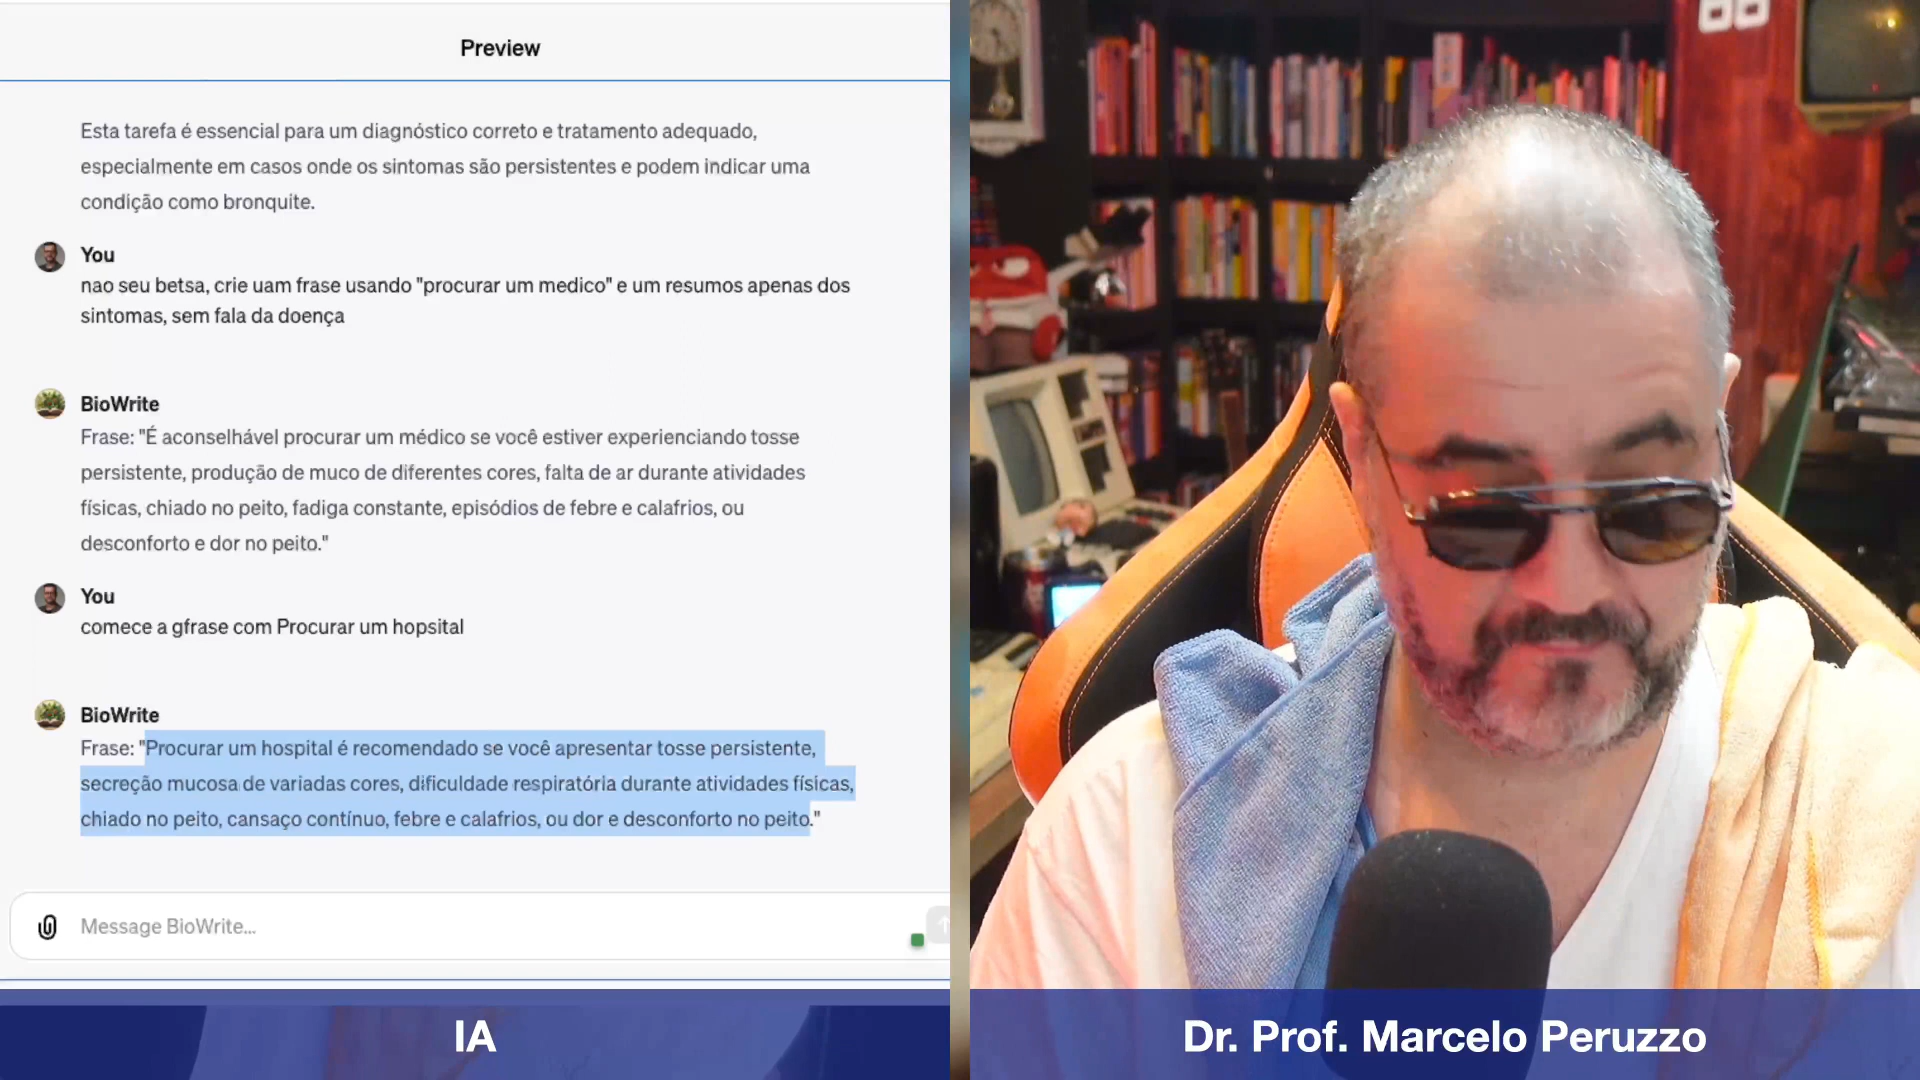 Preview
Esta tarefa é essencial para um diagnóstico correto e tratamento adequado,
especialmente em casos onde os sintomas são persistentes e podem indicar uma
condição como bronquite.
You
nao seu betsa, crie uam frase usando "procurar um medico" e um resumos apenas dos
sintomas, sem fala da doença
BioWrite
Frase: "É aconselhável procurar um médico se você estiver experienciando tosse
persistente, produção de muco de diferentes cores, falta de ar durante atividades
físicas, chiado no peito, fadiga constante, episódios de febre e calafrios, ou
desconforto e dor no peito."
You
comece a gfrase com Procurar um hopsital
BioWrite
Frase: "Procurar um hospital é recomendado se você apresentar tosse persistente,
secreção mucosa de variadas cores, dificuldade respiratória durante atividades físicas,
chiado no peito, cansaço contínuo, febre e calafrios, ou dor e desconforto no peito."
Message BioWrite...
IA
Dr. Prof. Marcelo Peruzzo